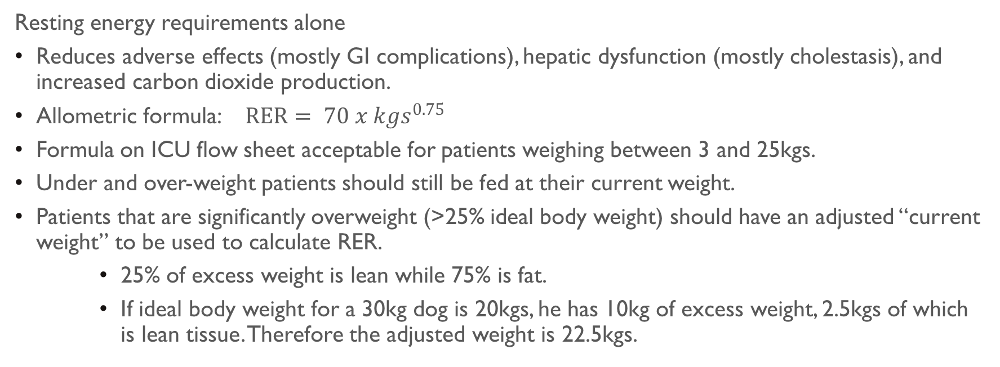 Resting energy requirements alone
• Reduces adverse effects (mostly GI complications), hepatic dysfunction (mostly cholestasis), and
increased carbon dioxide production.
• Allometric formula: RER = 70 x kgs^0.75
• Formula on ICU flow sheet acceptable for patients weighing between 3 and 25kgs.
• Under and over-weight patients should still be fed at their current weight.
• Patients that are significantly overweight (>25% ideal body weight) should have an adjusted “current
weight” to be used to calculate RER.
• 25% of excess weight is lean while 75% is fat.
• If ideal body weight for a 30kg dog is 20kgs, he has 10kg of excess weight, 2.5kgs of which
is lean tissue. Therefore the adjusted weight is 22.5kgs.